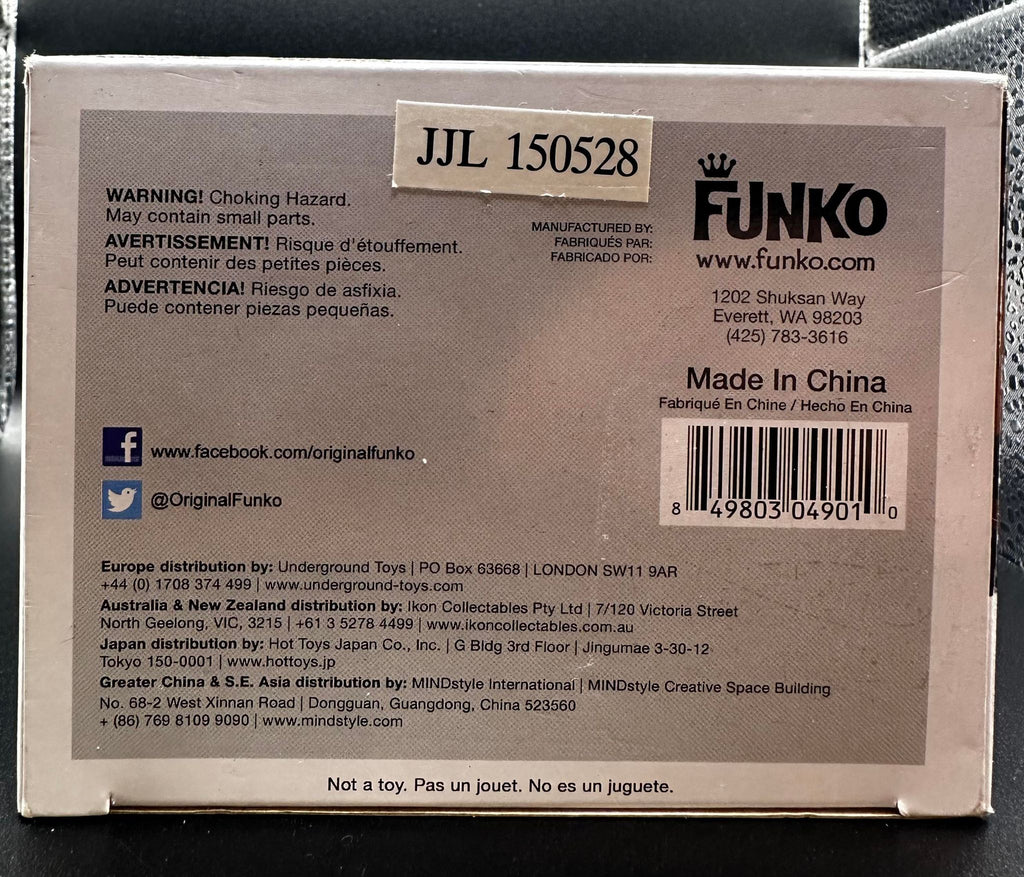 JJL 150528
WARNING! Choking Hazard.
May contain small parts.
AVERTISSEMENT! Risque d'étouffement.
Peut contenir des petites pièces.
ADVERTENCIA! Riesgo de asfixia.
Puede contener piezas pequeñas.
MANUFACTURED BY:
FABRIQUÉS PAR:
FABRICADO POR:
FUNKO
www.funko.com
1202 Shuksan Way
Everett, WA 98203
(425) 783-3616
Made In China
Fabriqué En Chine / Hecho En China
8 49803 04901 0
www.facebook.com/originalfunko
@OriginalFunko
Europe distribution by: Underground Toys | PO Box 63668 | LONDON SW11 9AR
+44 (0) 1708 374 499 | www.underground-toys.com
Australia & New Zealand distribution by: Ikon Collectables Pty Ltd | 7/120 Victoria Street
North Geelong, VIC, 3215 | +61 3 5278 4499 | www.ikoncollectables.com.au
Japan distribution by: Hot Toys Japan Co., Inc. | G Bldg 3rd Floor | Jingumae 3-30-12
Tokyo 150-0001 | www.hottoys.jp
Greater China & S.E. Asia distribution by: MINDstyle International | MINDstyle Creative Space Building
No. 68-2 West Xinnan Road | Dongguan, Guangdong, China 523560
+ (86) 769 8109 9090 | www.mindstyle.com
Not a toy. Pas un jouet. No es un juguete.